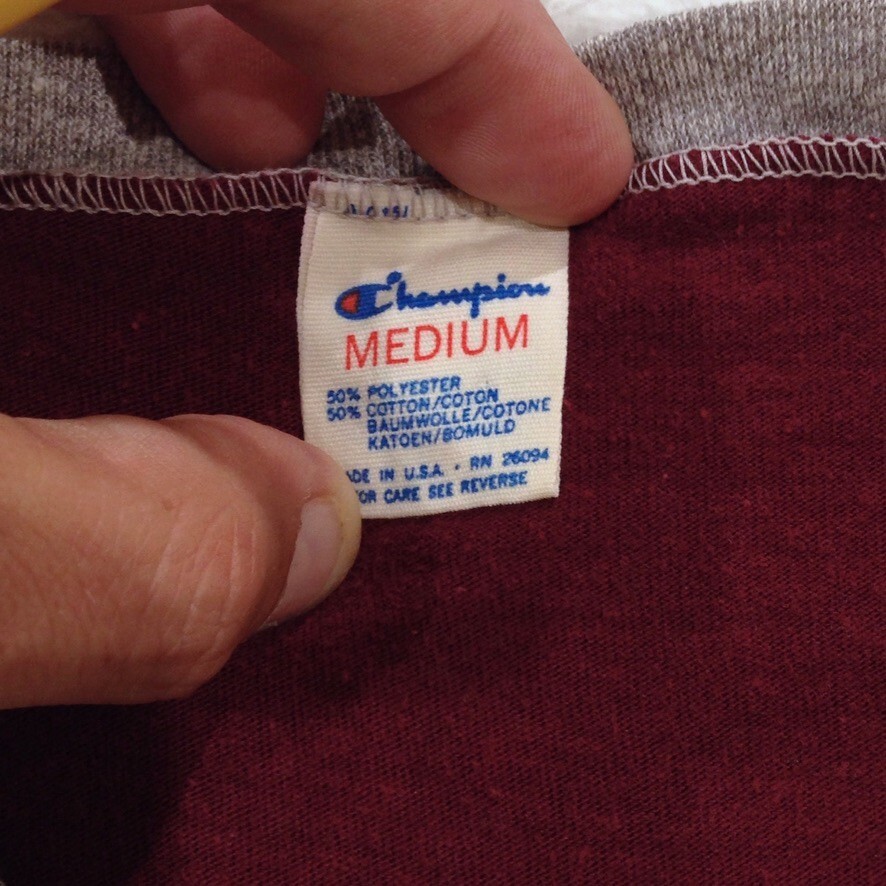 Champion
MEDIUM
50% POLYESTER
50% COTTON/COTON
BAUMWOLLE/COTONE
KATOEN/BOMULD
IN U.S.A. · RN 26094
CARE SEE REVERSE